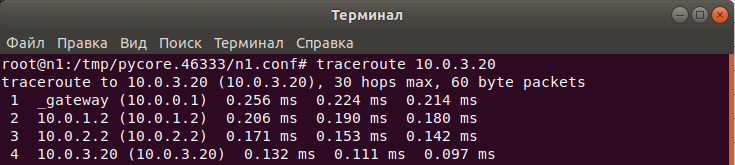 Терминал
Файл Правка Вид Поиск Терминал Справка
root@n1:/tmp/pycore.46333/n1.conf# traceroute 10.0.3.20
traceroute to 10.0.3.20 (10.0.3.20), 30 hops max, 60 byte packets
 1  _gateway (10.0.0.1)  0.256 ms  0.224 ms  0.214 ms
 2  10.0.1.2 (10.0.1.2)  0.206 ms  0.190 ms  0.180 ms
 3  10.0.2.2 (10.0.2.2)  0.171 ms  0.153 ms  0.142 ms
 4  10.0.3.20 (10.0.3.20)  0.132 ms  0.111 ms  0.097 ms